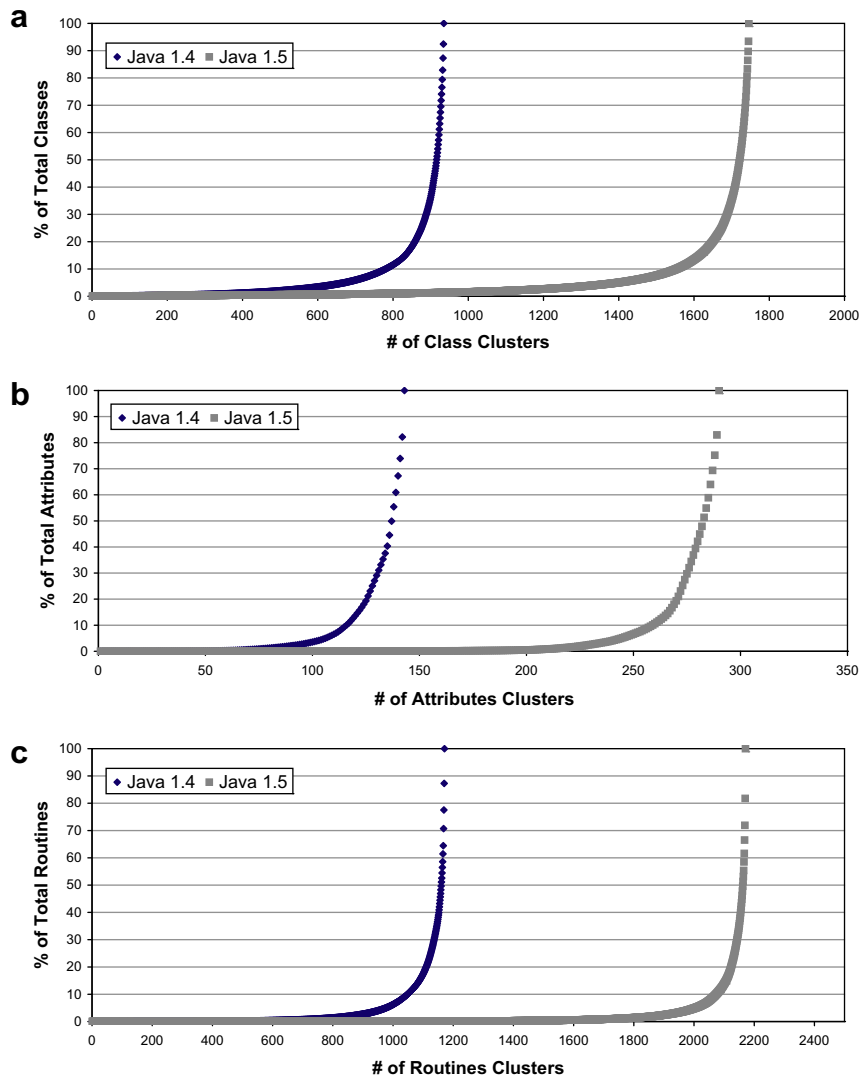 a
100
90
80
70
60
50
40
30
20
10
0
% of Total Classes
Java 1.4 Java 1.5
0 200 400 600 800 1000 1200 1400 1600 1800 2000
# of Class Clusters
b
100
90
80
70
60
50
40
30
20
10
0
% of Total Attributes
Java 1.4 Java 1.5
0 50 100 150 200 250 300 350
# of Attributes Clusters
c
100
90
80
70
60
50
40
30
20
10
0
% of Total Routines
Java 1.4 Java 1.5
0 200 400 600 800 1000 1200 1400 1600 1800 2000 2200 2400
# of Routines Clusters